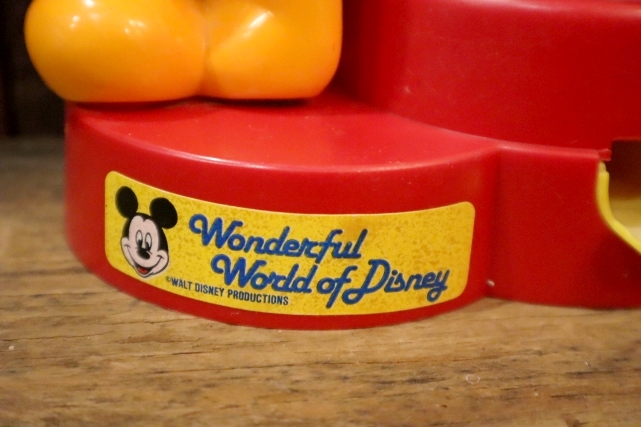 Wonderful
World of Disney
©WALT DISNEY PRODUCTIONS